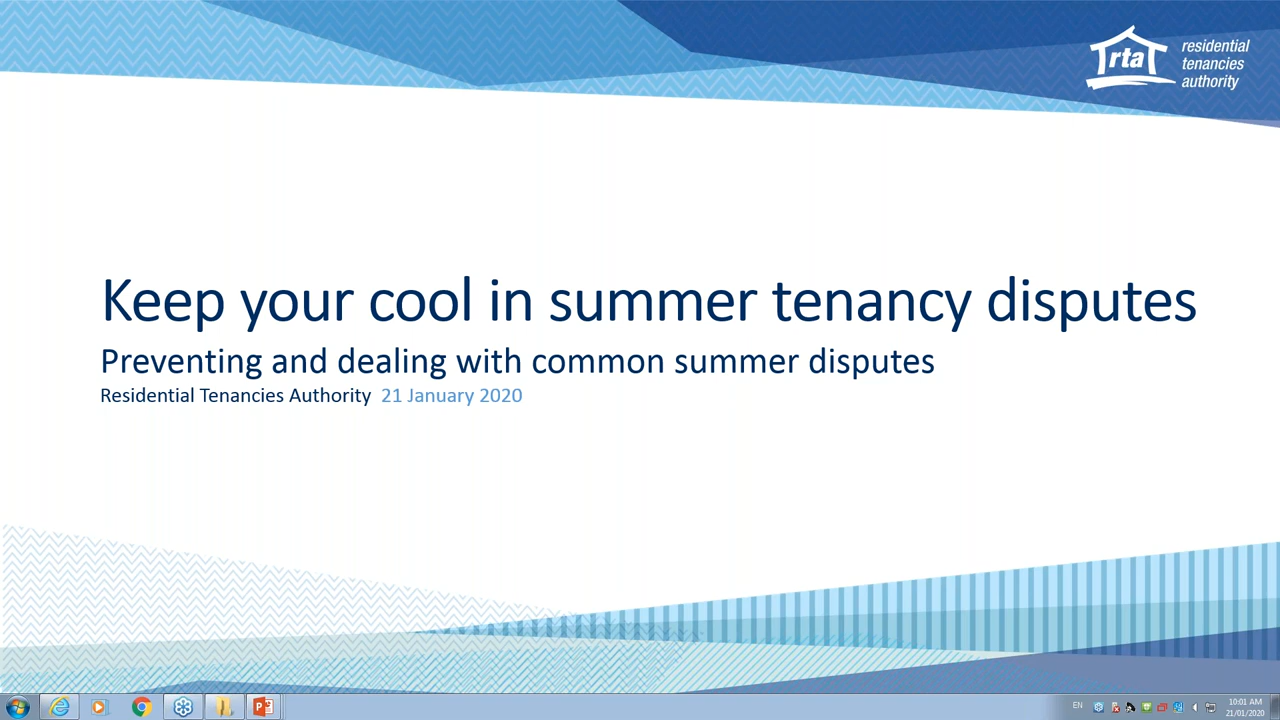 rta
residential
tenancies
authority
Keep your cool in summer tenancy disputes
Preventing and dealing with common summer disputes
Residential Tenancies Authority 21 January 2020
EN
10:01 AM
21/01/2020